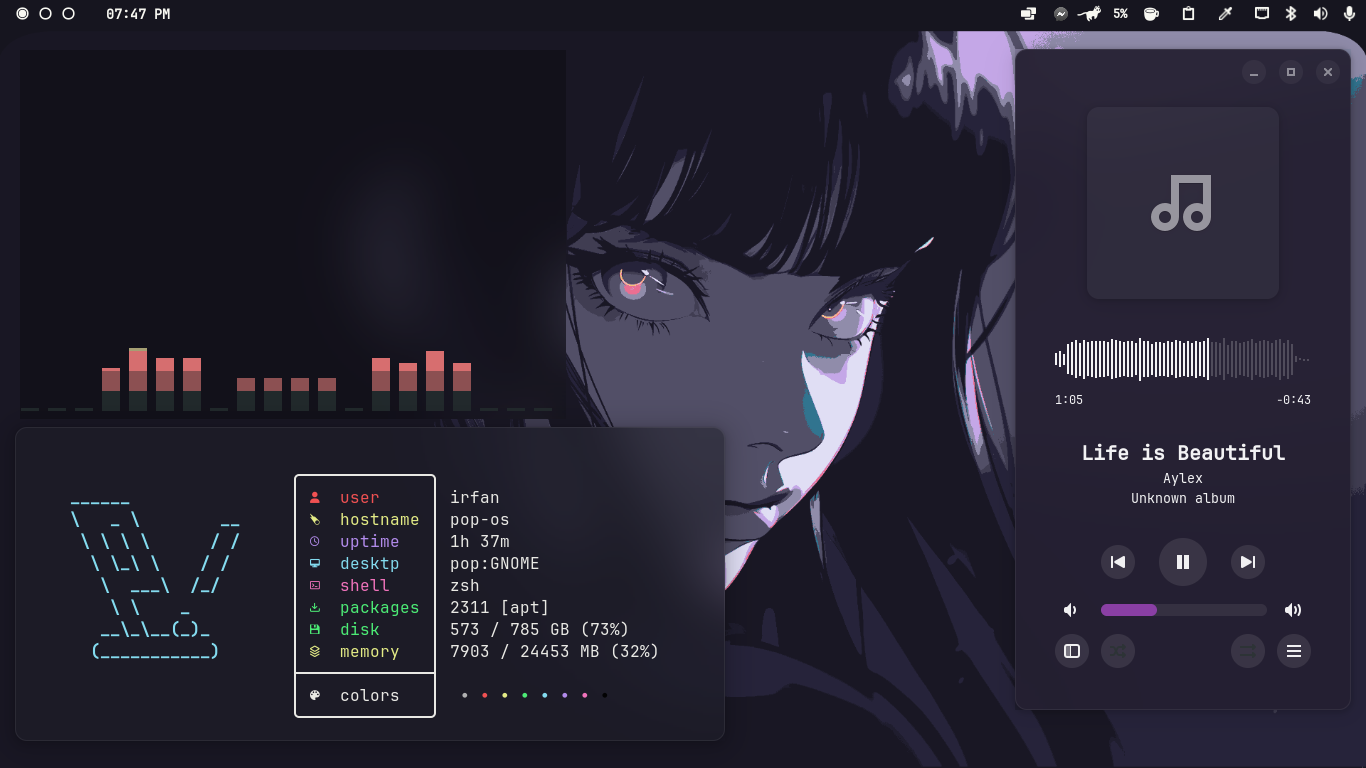 07:47 PM
5%
user irfan
hostname pop-os
uptime 1h 37m
desktp pop:GNOME
shell zsh
packages 2311 [apt]
disk 573 / 785 GB (73%)
memory 7903 / 24453 MB (32%)
colors
1:05
-0:43
Life is Beautiful
Aylex
Unknown album